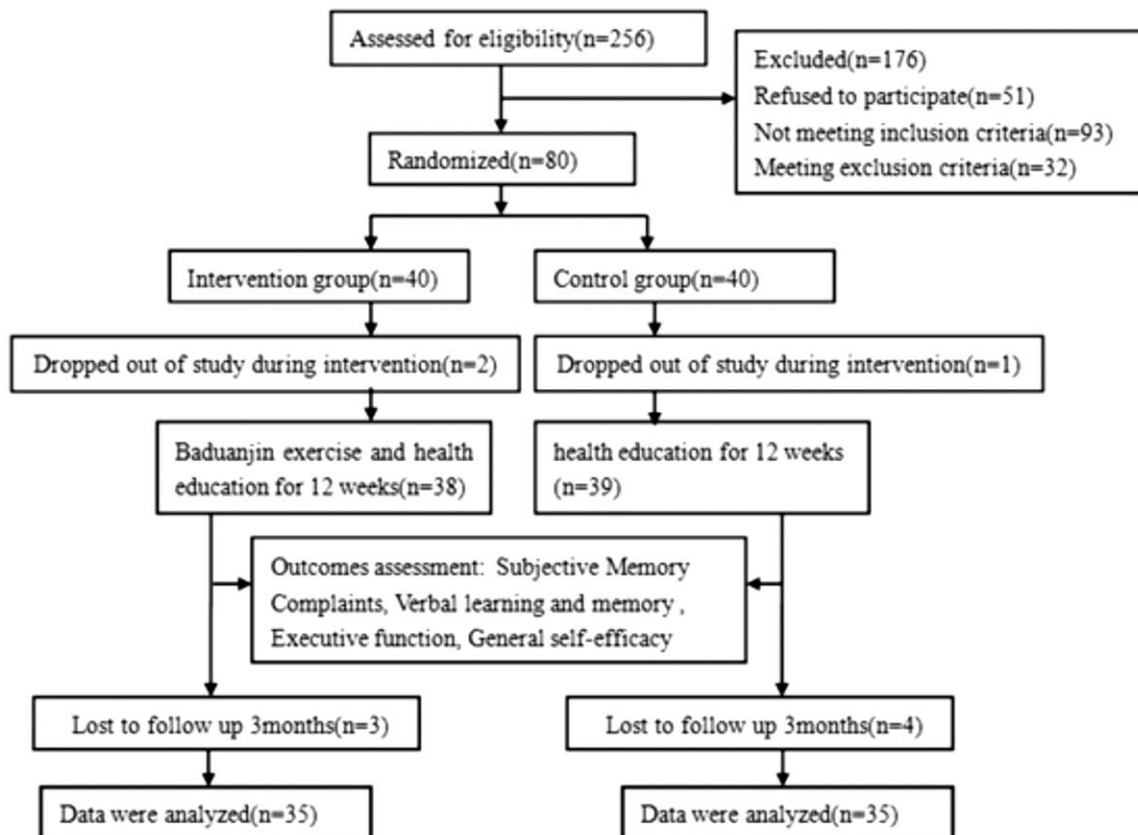 Assessed for eligibility(n=256)
Excluded(n=176)
Refused to participate(n=51)
Not meeting inclusion criteria(n=93)
Meeting exclusion criteria(n=32)
Randomized(n=80)
Intervention group(n=40)
Control group(n=40)
Dropped out of study during intervention(n=2)
Dropped out of study during intervention(n=1)
Baduanjin exercise and health
education for 12 weeks(n=38)
health education for 12 weeks
(n=39)
Outcomes assessment: Subjective Memory
Complaints, Verbal learning and memory ,
Executive function, General self-efficacy
Lost to follow up 3months(n=3)
Lost to follow up 3months(n=4)
Data were analyzed(n=35)
Data were analyzed(n=35)